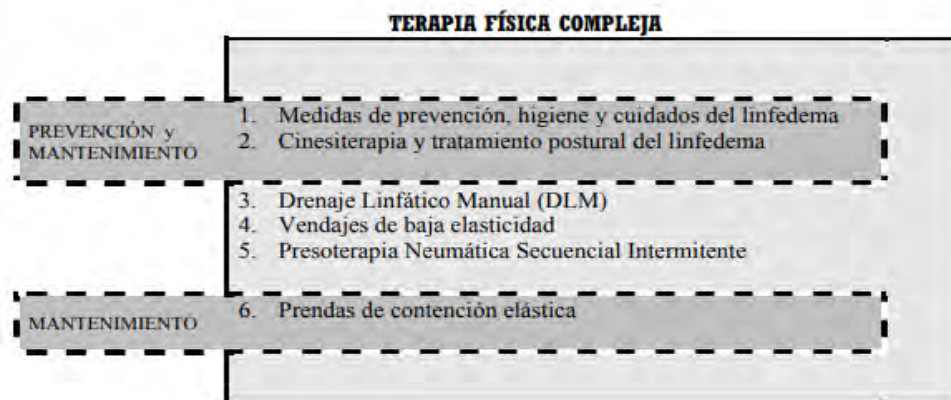 TERAPIA FÍSICA COMPLEJA
PREVENCIÓN y
MANTENIMIENTO
1. Medidas de prevención, higiene y cuidados del linfedema
2. Cinesiterapia y tratamiento postural del linfedema
3. Drenaje Linfático Manual (DLM)
4. Vendajes de baja elasticidad
5. Presoterapia Neumática Secuencial Intermitente
MANTENIMIENTO
6. Prendas de contención elástica